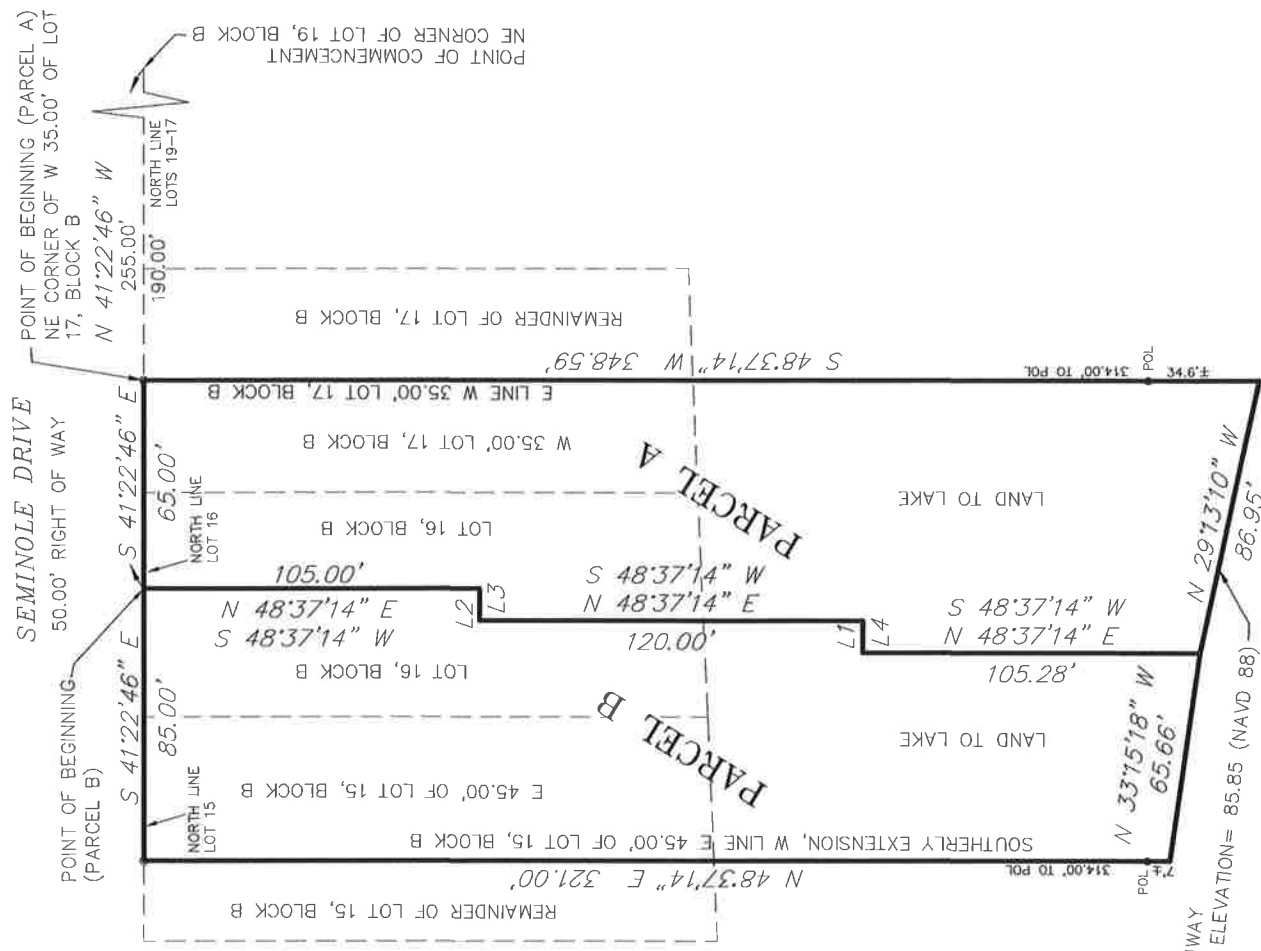 SEMINOLE DRIVE
50.00' RIGHT OF WAY
POINT OF BEGINNING (PARCEL A)
NE CORNER OF W 35.00' OF LOT
17, BLOCK B
N 41°22'46" W
255.00'
190.00'
NORTH LINE
LOTS 19-17
POINT OF COMMENCEMENT
NE CORNER OF LOT 19, BLOCK B
POINT OF BEGINNING
(PARCEL B)
S 41°22'46" E
85.00'
NORTH LINE
LOT 15
S 41°22'46" E
65.00'
NORTH LINE
LOT 16
REMAINDER OF LOT 17, BLOCK B
S 48°37'14" W 348.59'
E LINE W 35.00' LOT 17, BLOCK B
W 35.00' LOT 17, BLOCK B
LOT 16, BLOCK B
PARCEL A
LAND TO LAKE
314.00' TO POL
POL
34.6'±
105.00'
N 48°37'14" E
S 48°37'14" W
L2
L3
S 48°37'14" W
N 48°37'14" E
120.00'
L1
L4
S 48°37'14" W
N 48°37'14" E
105.28'
LOT 16, BLOCK B
PARCEL B
LAND TO LAKE
E 45.00' OF LOT 15, BLOCK B
SOUTHERLY EXTENSION, W LINE E 45.00' OF LOT 15, BLOCK B
N 48°37'14" E 321.00'
REMAINDER OF LOT 15, BLOCK B
314.00' TO POL
POL
7'±
N 33°15'18" W
65.66'
N 29°13'10" W
86.95'
WAY
ELEVATION= 85.85 (NAVD 88)